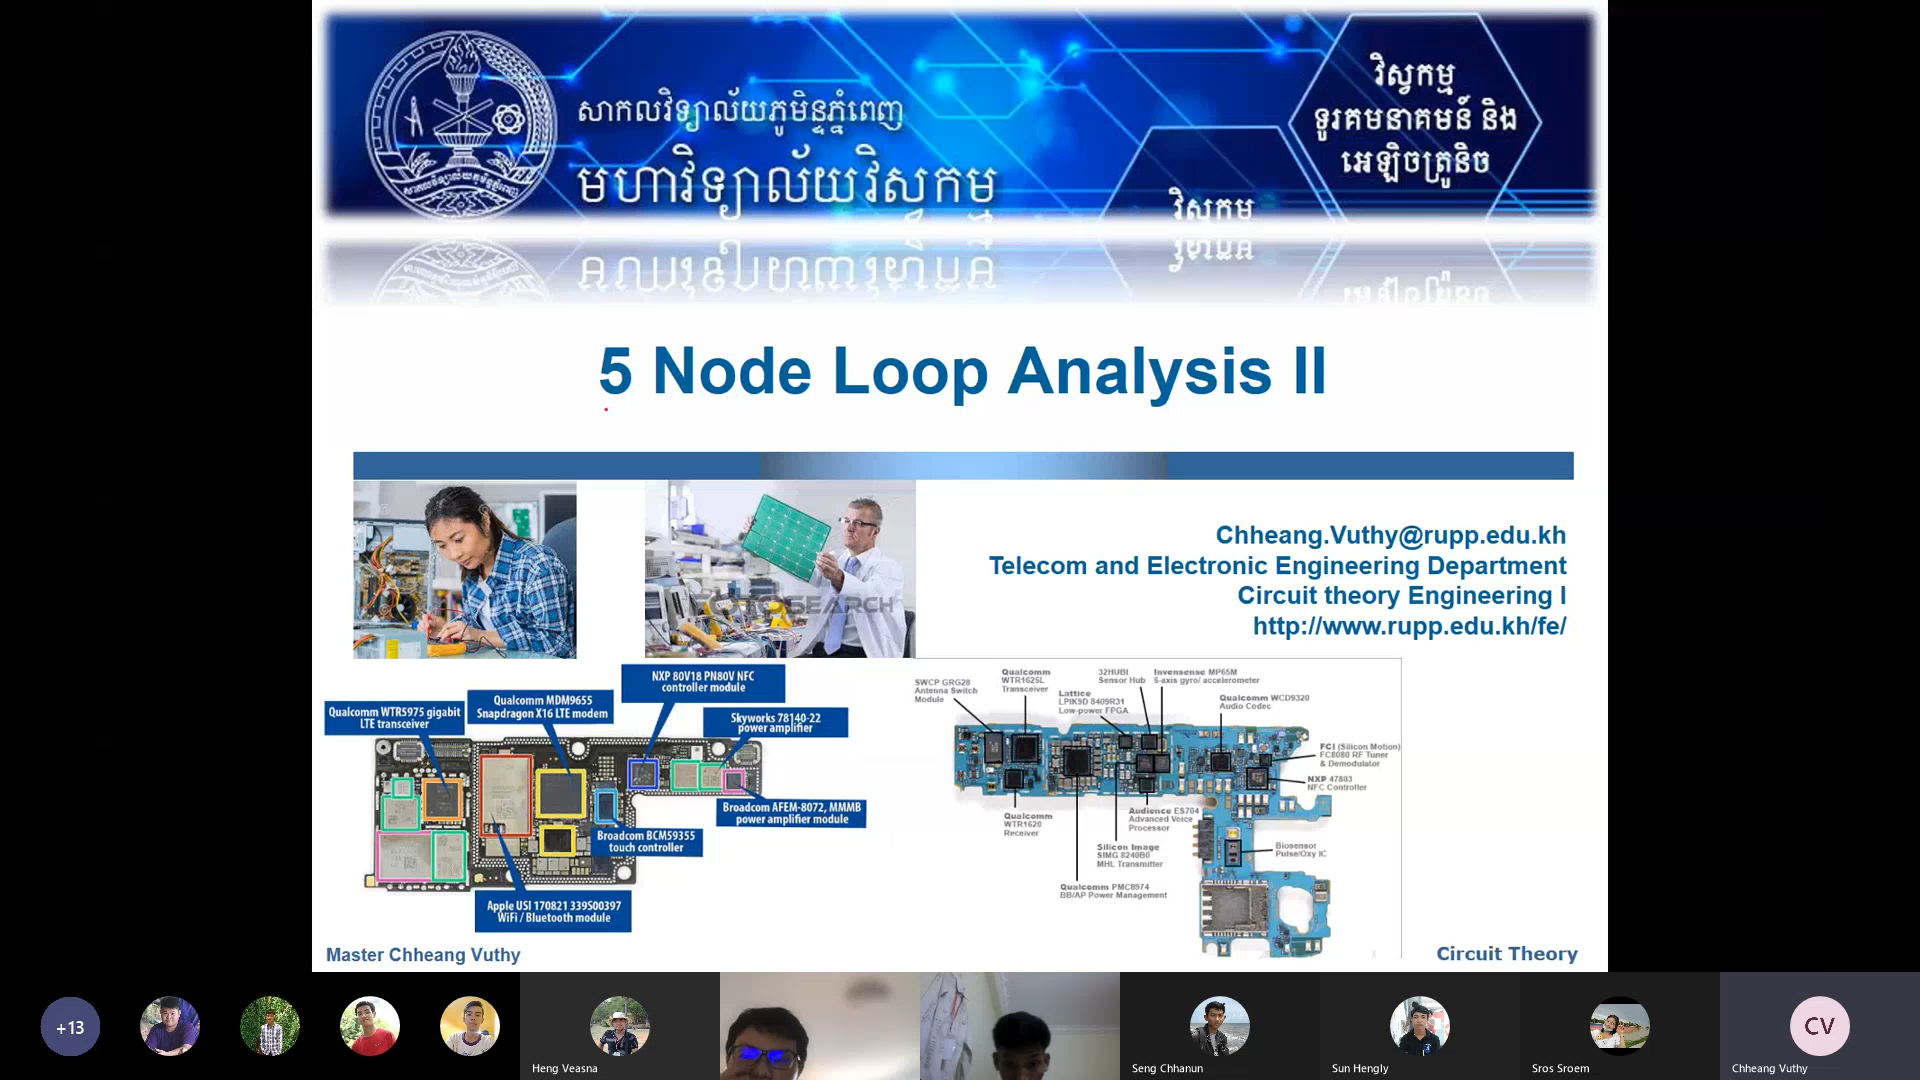 សាកលវិទ្យាល័យភូមិន្ទភ្នំពេញ
មហាវិទ្យាល័យវិស្វកម្ម
វិស្វកម្ម
ទូរគមនាគមន៍ និង
អេឡិចត្រូនិច
វិស្វកម្ម
5 Node Loop Analysis II
Chheang.Vuthy@rupp.edu.kh
Telecom and Electronic Engineering Department
Circuit theory Engineering I
http://www.rupp.edu.kh/fe/
Qualcomm WTR5975 gigabit
LTE transceiver
Qualcomm MDM9655
Snapdragon X16 LTE modem
NXP 80V18 PN80V NFC
controller module
Skyworks 78140-22
power amplifier
Broadcom AFEM-8072, MMMB
power amplifier module
Broadcom BCM59355
touch controller
Apple USI 170821 339S00397
WiFi / Bluetooth module
SWCP GRG28
Antenna Switch
Module
Qualcomm
WTR1625L
Transceiver
Lattice
LPIK9D 8409R31
Low-power FPGA
32HUBI
Sensor Hub
Invensense MP65M
6-axis gyro/ accelerometer
Qualcomm WCD9320
Audio Codec
FCI (Silicon Motion)
FC8080 RF Tuner
& Demodulator
NXP 47803
NFC Controller
Qualcomm
WTR1620
Receiver
Audience ES704
Advanced Voice
Processor
Silicon Image
SIMG 8240B0
MHL Transmitter
Biosensor
Pulse/Oxy IC
Qualcomm PMC8974
BB/AP Power Management
Master Chheang Vuthy
Circuit Theory
+13
Heng Veasna
Seng Chhanun
Sun Hengly
Sros Sroem
CV
Chheang Vuthy